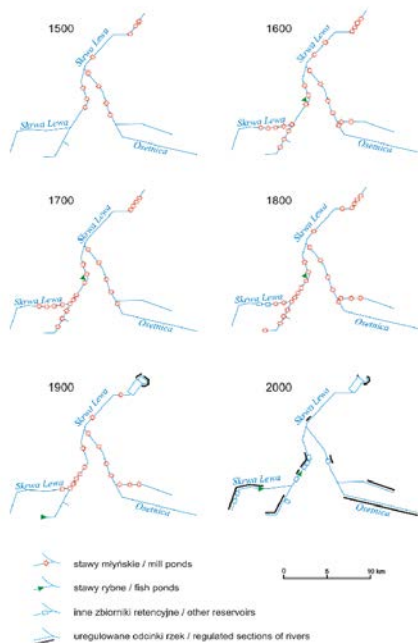 1500
1600
Skrwa Lewa
Skrwa Lewa
Skrwa Lewa
Skrwa Lewa
Osetnica
Osetnica
1700
1800
Skrwa Lewa
Skrwa Lewa
Skrwa Lewa
Skrwa Lewa
Osetnica
Osetnica
1900
2000
Skrwa Lewa
Skrwa Lewa
Skrwa Lewa
Skrwa Lewa
Osetnica
Osetnica
stawy młyńskie / mill ponds
stawy rybne / fish ponds
inne zbiorniki retencyjne / other reservoirs
uregulowane odcinki rzek / regulated sections of rivers
0 5 10 km